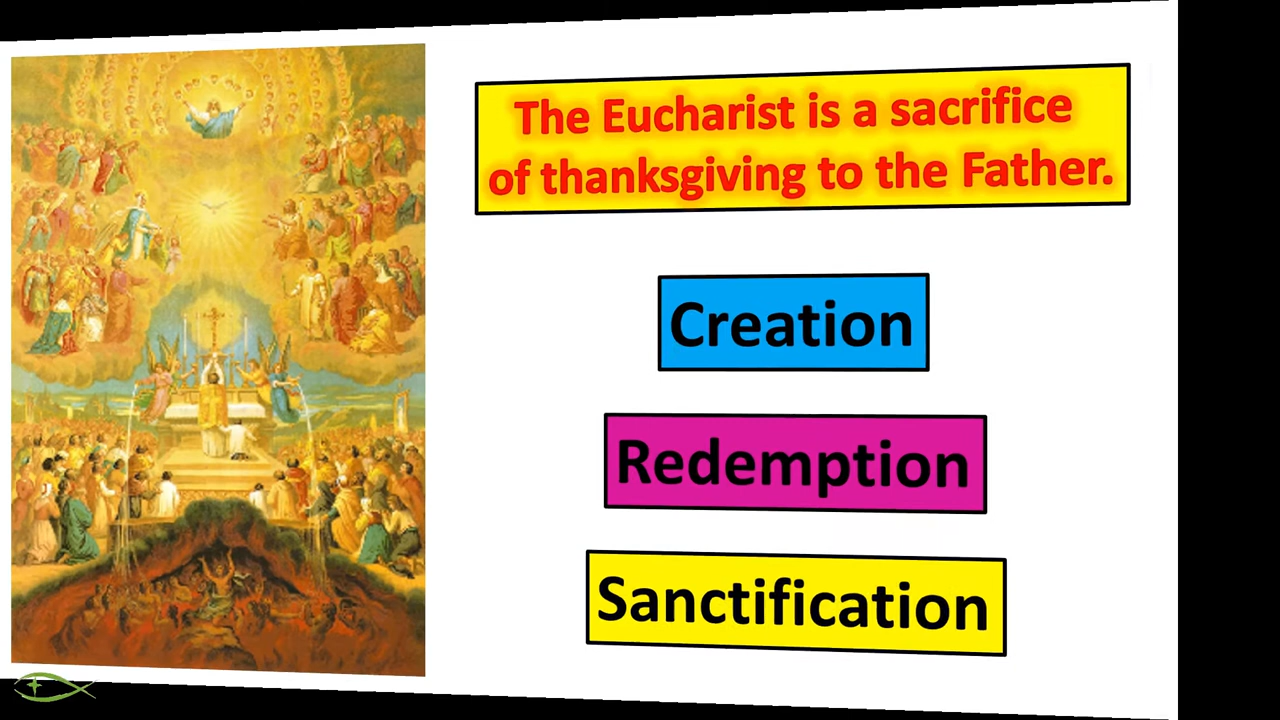 The Eucharist is a sacrifice
of thanksgiving to the Father.
Creation
Redemption
Sanctification